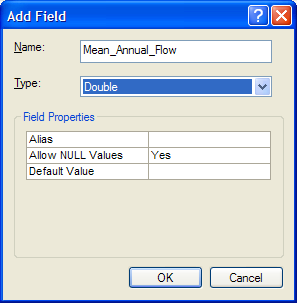 Add Field
Name: Mean_Annual_Flow
Type: Double
Field Properties
Alias
Allow NULL Values Yes
Default Value
OK Cancel